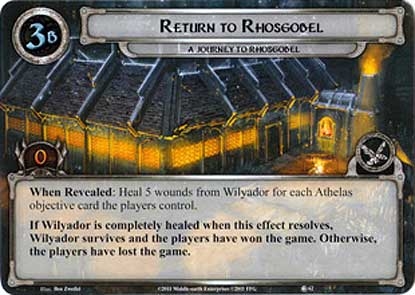 3B
RETURN TO RHOSGOBEL
A JOURNEY TO RHOSGOBEL
0
When Revealed: Heal 5 wounds from Wilyador for each Athelas
objective card the players control.
If Wilyador is completely healed when this effect resolves,
Wilyador survives and the players have won the game. Otherwise,
the players have lost the game.
Illus. Ben Zweifel
©2011 Middle-earth Enterprises ©2011 FFG
62